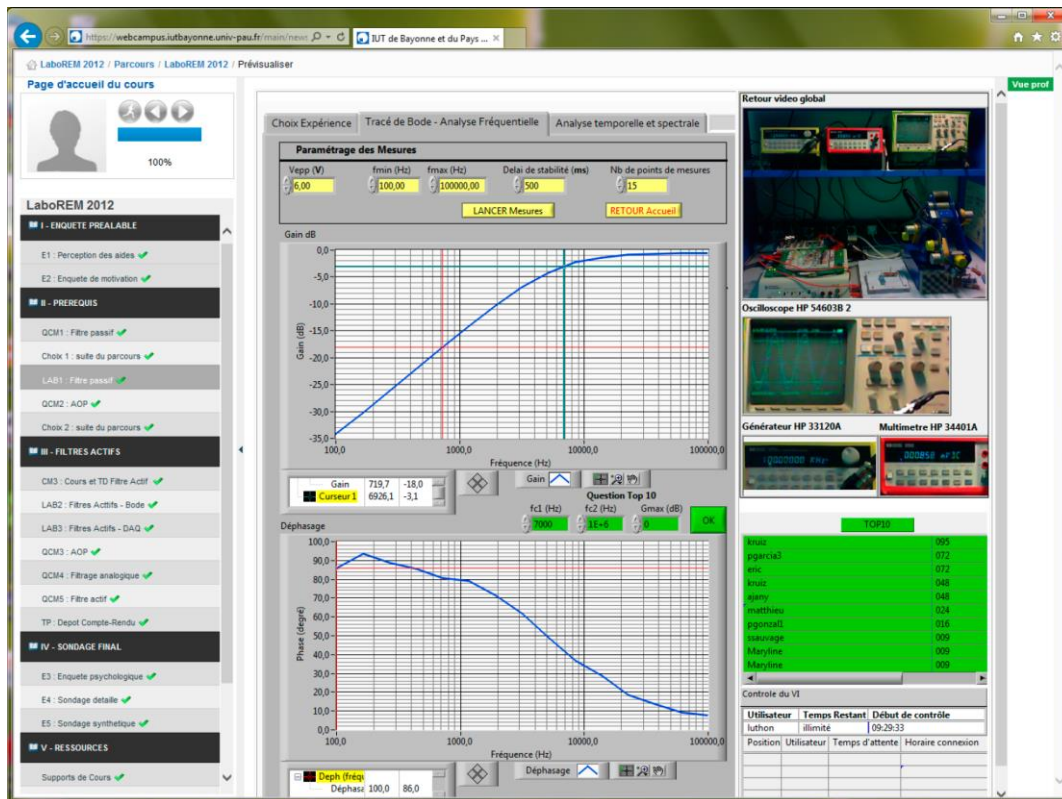 https://webcampus.iutbayonne.univ-pau.fr/main/new
IUT de Bayonne et du Pays ...
LaboREM 2012 / Parcours / LaboREM 2012 / Prévisualiser
Page d'accueil du cours
Vue prof
100%
LaboREM 2012
I - ENQUETE PREALABLE
E1 : Perception des aides
E2 : Enquete de motivation
II - PREREQUIS
QCM1 : Filtre passif
Choix 1 : suite du parcours
LAB1 : Filtre passif
QCM2 : AOP
Choix 2 : suite du parcours
III - FILTRES ACTIFS
CM3 : Cours et TD Filtre Actif
LAB2 : Filtres Acttifs - Bode
LAB3 : Filtres Actifs - DAQ
QCM3 : AOP
QCM4 : Filtrage analogique
QCM5 : Filtre actif
TP : Depot Compte-Rendu
IV - SONDAGE FINAL
E3 : Enquete psychologique
E4 : Sondage detaille
E5 : Sondage synthetique
V - RESSOURCES
Supports de Cours
Choix Expérience
Tracé de Bode - Analyse Fréquentielle
Analyse temporelle et spectrale
Paramétrage des Mesures
Vepp (V) fmin (Hz) fmax (Hz) Delai de stabilité (ms) Nb de points de mesures
6,00 100,00 100000,00 500 15
LANCER Mesures RETOUR Accueil
Gain dB
Gain (dB)
0,0
-5,0
-10,0
-15,0
-20,0
-25,0
-30,0
-35,0
100,0 1000,0 10000,0 100000,0
Fréquence (Hz)
Gain 719,7 -18,0
Curseur 1 6926,1 -3,1
Gain
Question Top 10
fc1 (Hz) fc2 (Hz) Gmax (dB)
7000 1E+6 0 OK
Déphasage
Phase (degré)
100,0
90,0
80,0
70,0
60,0
50,0
40,0
30,0
20,0
10,0
0,0
100,0 1000,0 10000,0 100000,0
Fréquence (Hz)
Deph (fréqu
Déphasa 100,0 86,0
Déphasage
Retour video global
Oscilloscope HP 54603B 2
Générateur HP 33120A
Multimetre HP 34401A
TOP10
kruiz 095
pgarcia3 072
eric 072
kruiz 048
ajany 048
matthieu 024
pgonzal1 016
ssauvage 009
Maryline 009
Maryline 009
Controle du VI
Utilisateur Temps Restant Début de contrôle
luthon illimité 09:29:33
Position Utilisateur Temps d'attente Horaire connexion